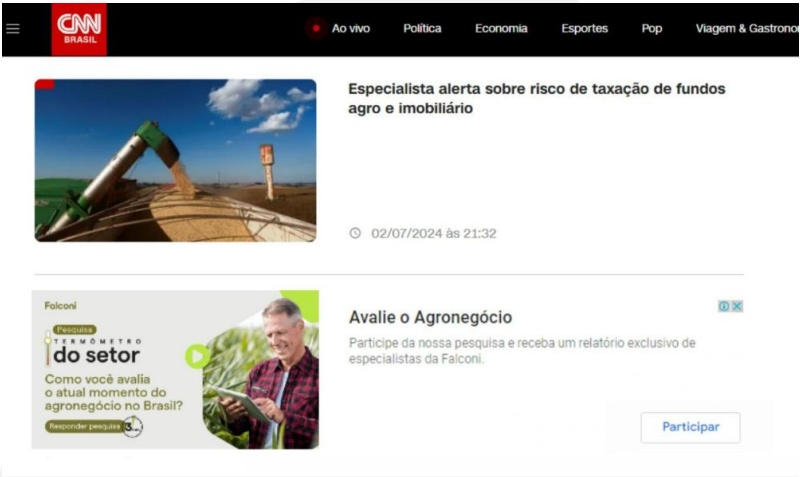 CNN
BRASIL
Ao vivo Política Economia Esportes Pop Viagem & Gastrono
Especialista alerta sobre risco de taxação de fundos
agro e imobiliário
02/07/2024 às 21:32
Falconi
Pesquisa
TERMÔMETRO
do setor
Como você avalia
o atual momento do
agronegócio no Brasil?
Responder pesquisa
Avalie o Agronegócio
Participe da nossa pesquisa e receba um relatório exclusivo de
especialistas da Falconi.
Participar